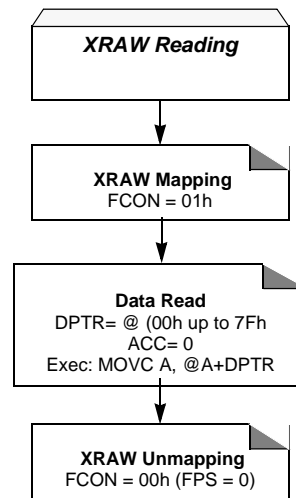 XRAW Reading
XRAW Mapping
FCON = 01h
Data Read
DPTR= @ (00h up to 7Fh
ACC= 0
Exec: MOVC A, @A+DPTR
XRAW Unmapping
FCON = 00h (FPS = 0)